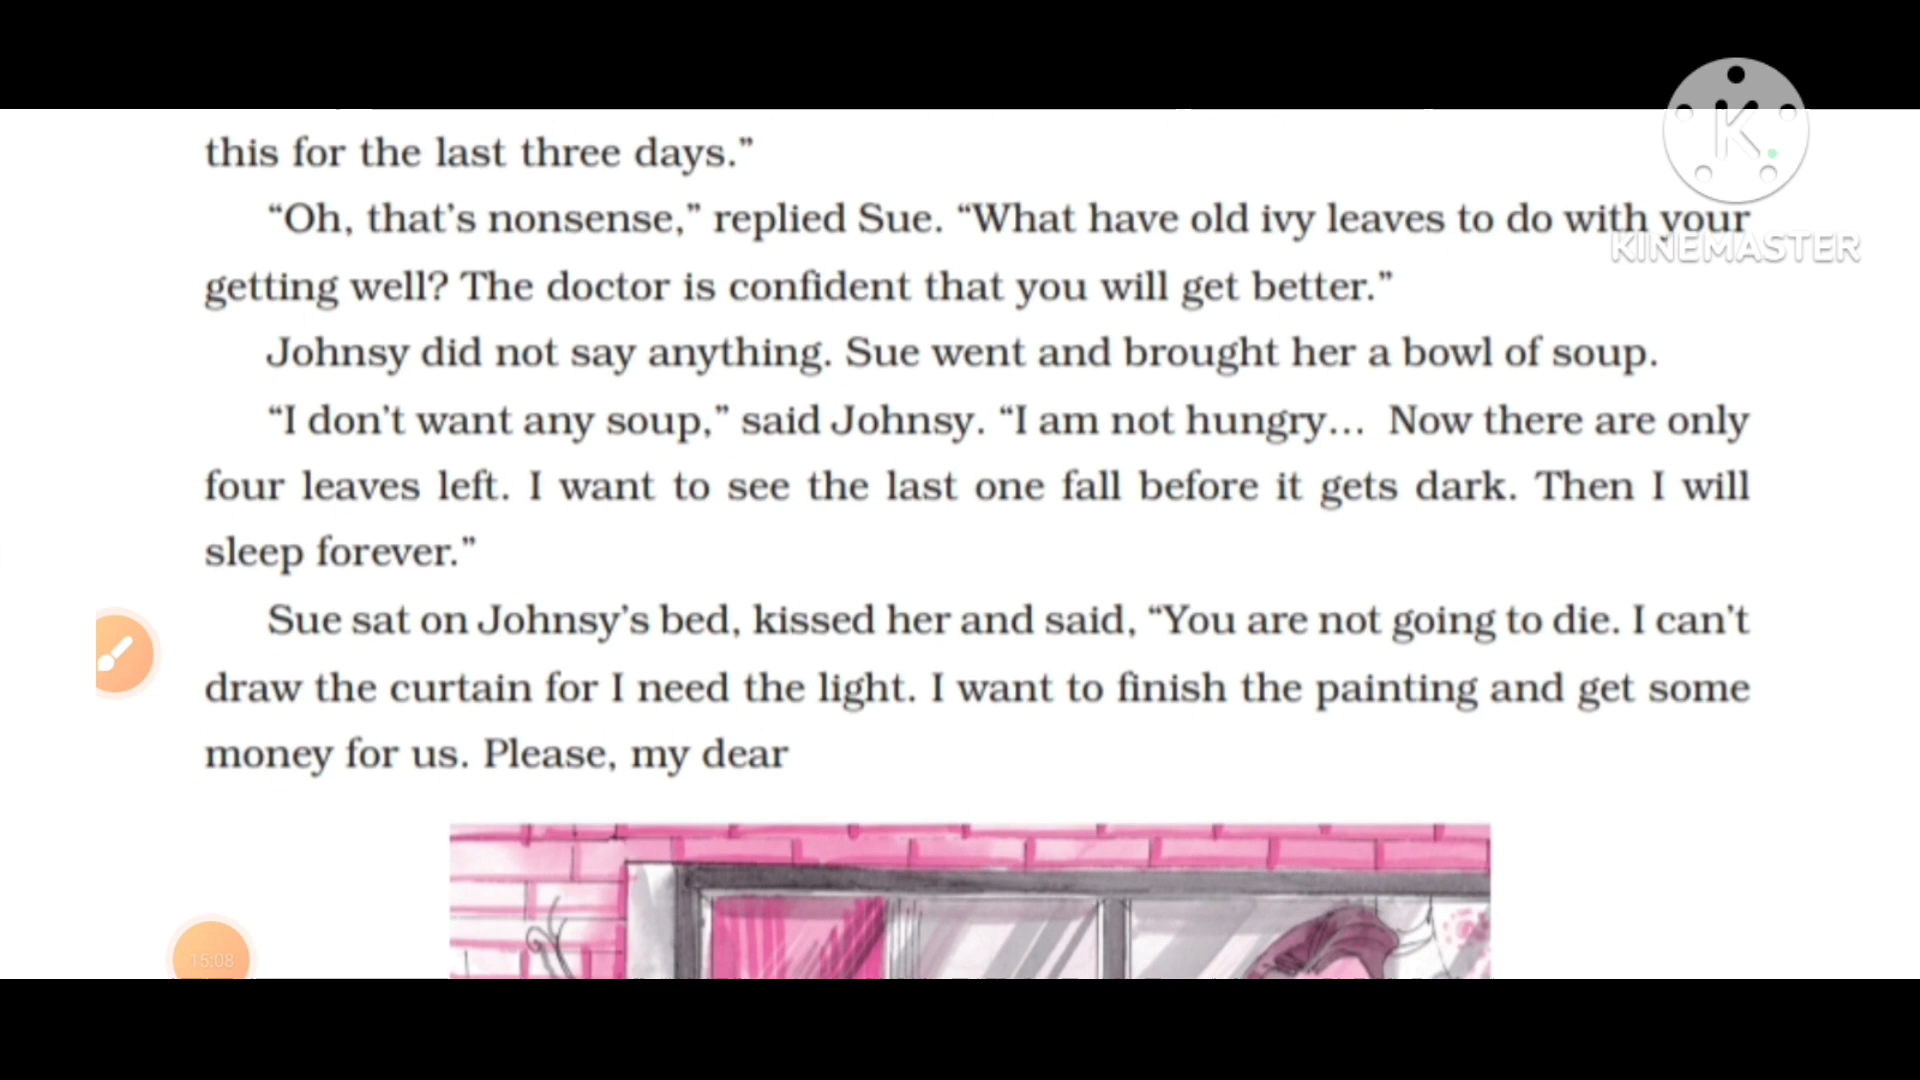 this for the last three days.”
“Oh, that’s nonsense,” replied Sue. “What have old ivy leaves to do with your
getting well? The doctor is confident that you will get better.”
Johnsy did not say anything. Sue went and brought her a bowl of soup.
“I don’t want any soup,” said Johnsy. “I am not hungry... Now there are only
four leaves left. I want to see the last one fall before it gets dark. Then I will
sleep forever.”
Sue sat on Johnsy’s bed, kissed her and said, “You are not going to die. I can’t
draw the curtain for I need the light. I want to finish the painting and get some
money for us. Please, my dear
K
KINEMASTER
15:08